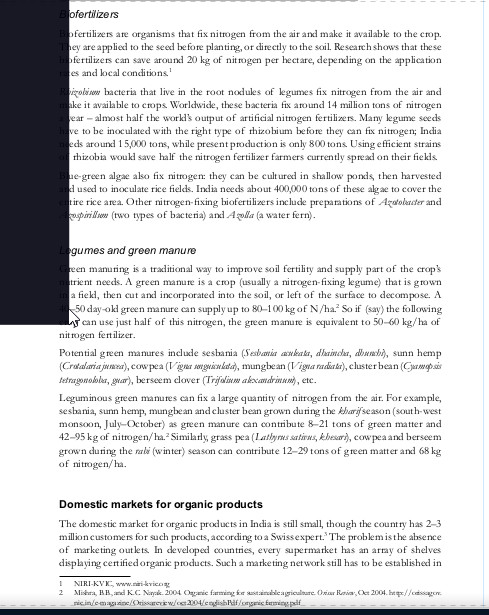 Biofertilizers
Biofertilizers are organisms that fix nitrogen from the air and make it available to the crop.
They are applied to the seed before planting, or directly to the soil. Research shows that these
biofertilizers can save around 20 kg of nitrogen per hectare, depending on the application
rates and local conditions.1
Rhizobium bacteria that live in the root nodules of legumes fix nitrogen from the air and
make it available to crops. Worldwide, these bacteria fix around 14 million tons of nitrogen
a year – almost half the world's output of artificial nitrogen fertilizers. Many legume seeds
have to be inoculated with the right type of rhizobium before they can fix nitrogen; India
needs around 15,000 tons, while present production is only 800 tons. Using efficient strains
of rhizobia would save half the nitrogen fertilizer farmers currently spend on their fields.
Blue-green algae also fix nitrogen: they can be cultured in shallow ponds, then harvested
and used to inoculate rice fields. India needs about 400,000 tons of these algae to cover the
entire rice area. Other nitrogen-fixing biofertilizers include preparations of Azotobacter and
Azospirillum (two types of bacteria) and Azolla (a water fern).
Legumes and green manure
Green manuring is a traditional way to improve soil fertility and supply part of the crop's
nutrient needs. A green manure is a crop (usually a nitrogen-fixing legume) that is grown
in a field, then cut and incorporated into the soil, or left of the surface to decompose. A
40–50 day-old green manure can supply up to 80–100 kg of N/ha.2 So if (say) the following
can use just half of this nitrogen, the green manure is equivalent to 50–60 kg/ha of
nitrogen fertilizer.
Potential green manures include sesbania (Sesbania aculeata, dhaincha, dhunchi), sunn hemp
(Crotalaria juncea), cowpea (Vigna unguiculata), mungbean (Vigna radiata), cluster bean (Cyamopsis
tetragonoloba, guar), berseem clover (Trifolium alexandrinum), etc.
Leguminous green manures can fix a large quantity of nitrogen from the air. For example,
sesbania, sunn hemp, mungbean and cluster bean grown during the kharif season (south-west
monsoon, July–October) as green manure can contribute 8–21 tons of green matter and
42–95 kg of nitrogen/ha.2 Similarly, grass pea (Lathyrus sativus, khesari), cowpea and berseem
grown during the rabi (winter) season can contribute 12–29 tons of green matter and 68 kg
of nitrogen/ha.
Domestic markets for organic products
The domestic market for organic products in India is still small, though the country has 2–3
million customers for such products, according to a Swiss expert.3 The problem is the absence
of marketing outlets. In developed countries, every supermarket has an array of shelves
displaying certified organic products. Such a marketing network still has to be established in
1 NIRI-KVIC, www.niri-kvic.org
2 Mishra, B.B., and K.C. Nayak. 2004. Organic farming for sustainable agriculture. Orissa Review, Oct 2004. http://orissagov.
nic.in/e-magazine/Orissareview/oct2004/englishPdf/organicfarming.pdf